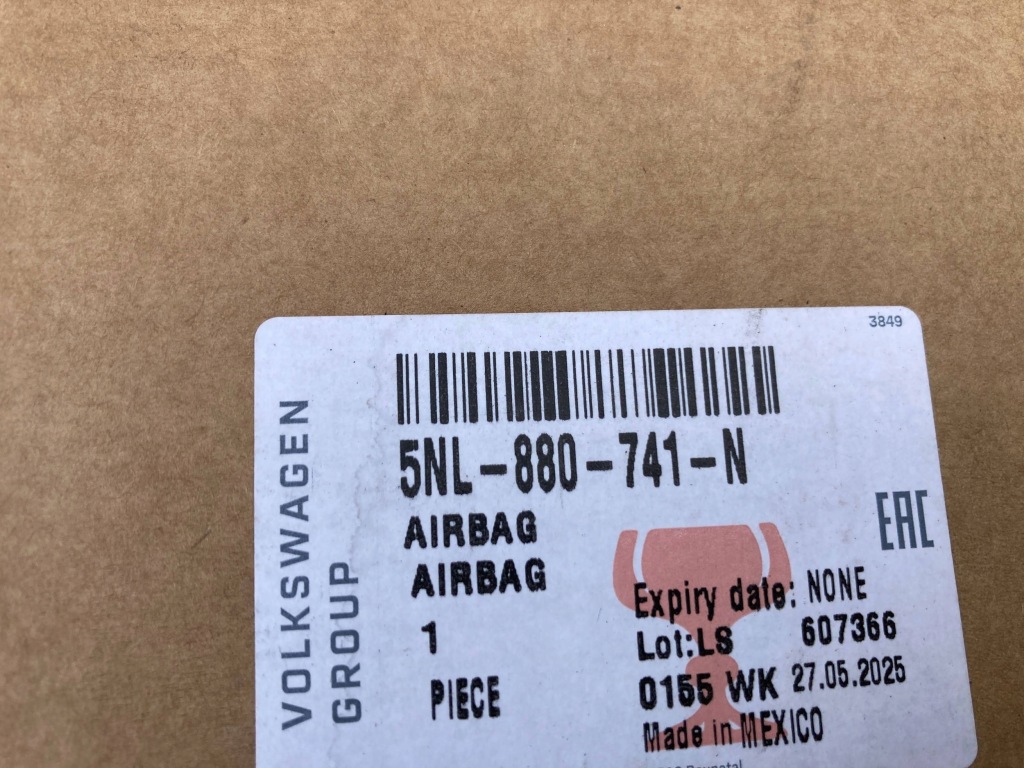 3849
VOLKSWAGEN
GROUP
5NL-880-741-N
AIRBAG
AIRBAG
1
PIECE
EAC
Expiry date: NONE
Lot:LS 607366
0155 WK 27.05.2025
Made in MEXICO